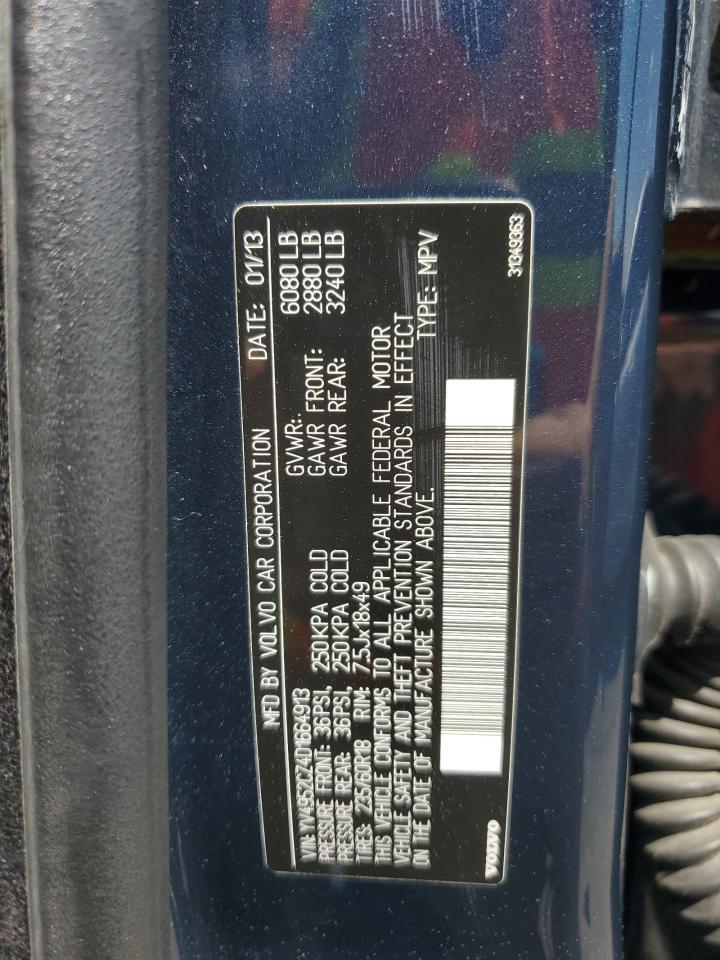 MFD BY VOLVO CAR CORPORATION DATE: 01/13
VIN: YV4952CZ4D1664913 GVWR: 6080 LB
PRESSURE FRONT: 36PSI, 250KPA COLD GAWR FRONT: 2880 LB
PRESSURE REAR: 36PSI, 250KPA COLD GAWR REAR: 3240 LB
TIRES: 235/60R18 RIM: 7.5Jx18x49
THIS VEHICLE CONFORMS TO ALL APPLICABLE FEDERAL MOTOR
VEHICLE SAFETY AND THEFT PREVENTION STANDARDS IN EFFECT
ON THE DATE OF MANUFACTURE SHOWN ABOVE. TYPE: MPV
VOLVO 31349363